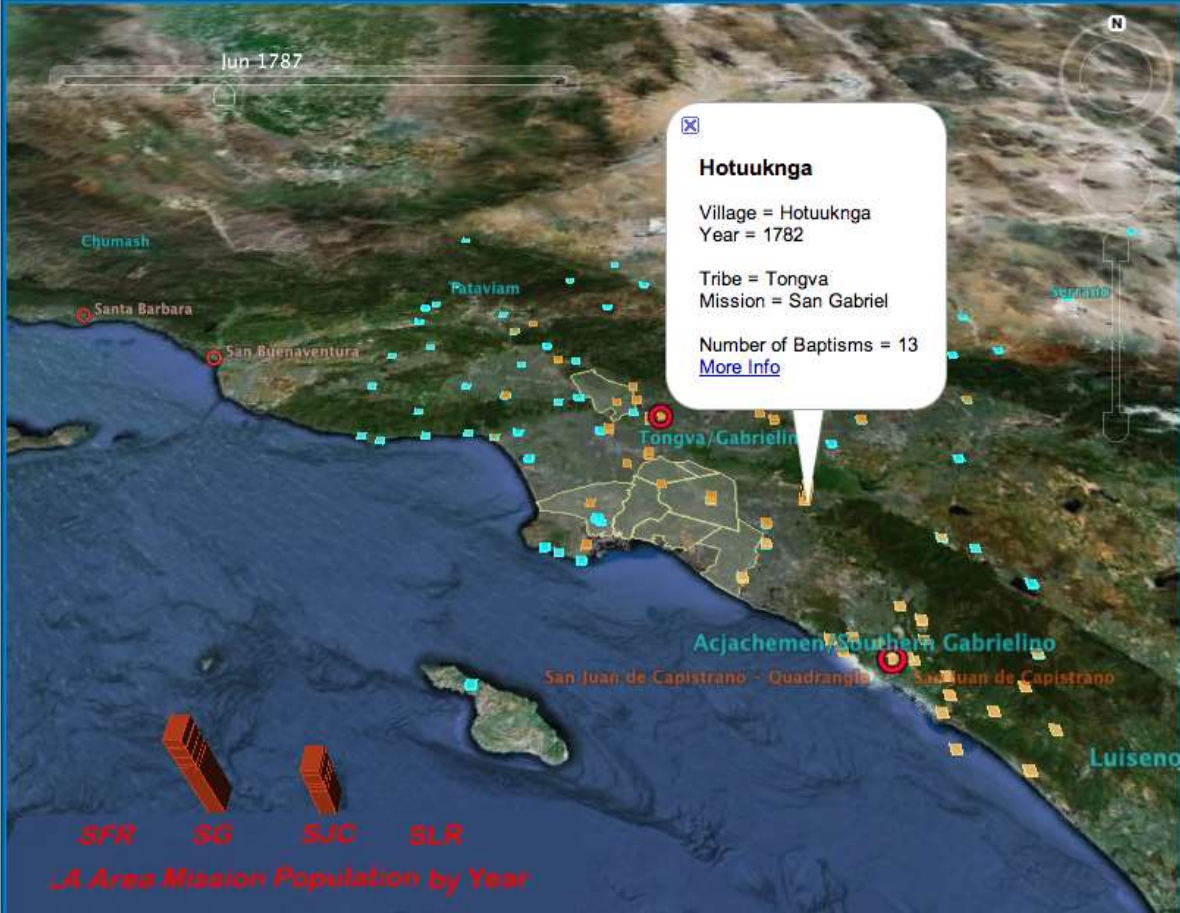 N
Jun 1787
Hotuuknga
Village = Hotuuknga
Year = 1782
Tribe = Tongva
Mission = San Gabriel
Number of Baptisms = 13
More Info
Chumash
Tataviam
Serrano
Santa Barbara
San Buenaventura
Tongva/Gabrielin
Acjachemen/Southern Gabrielino
San Juan de Capistrano - Quadrangle
San Juan de Capistrano
Luiseno
SFR SG SJC SLR
LA Area Mission Population by Year